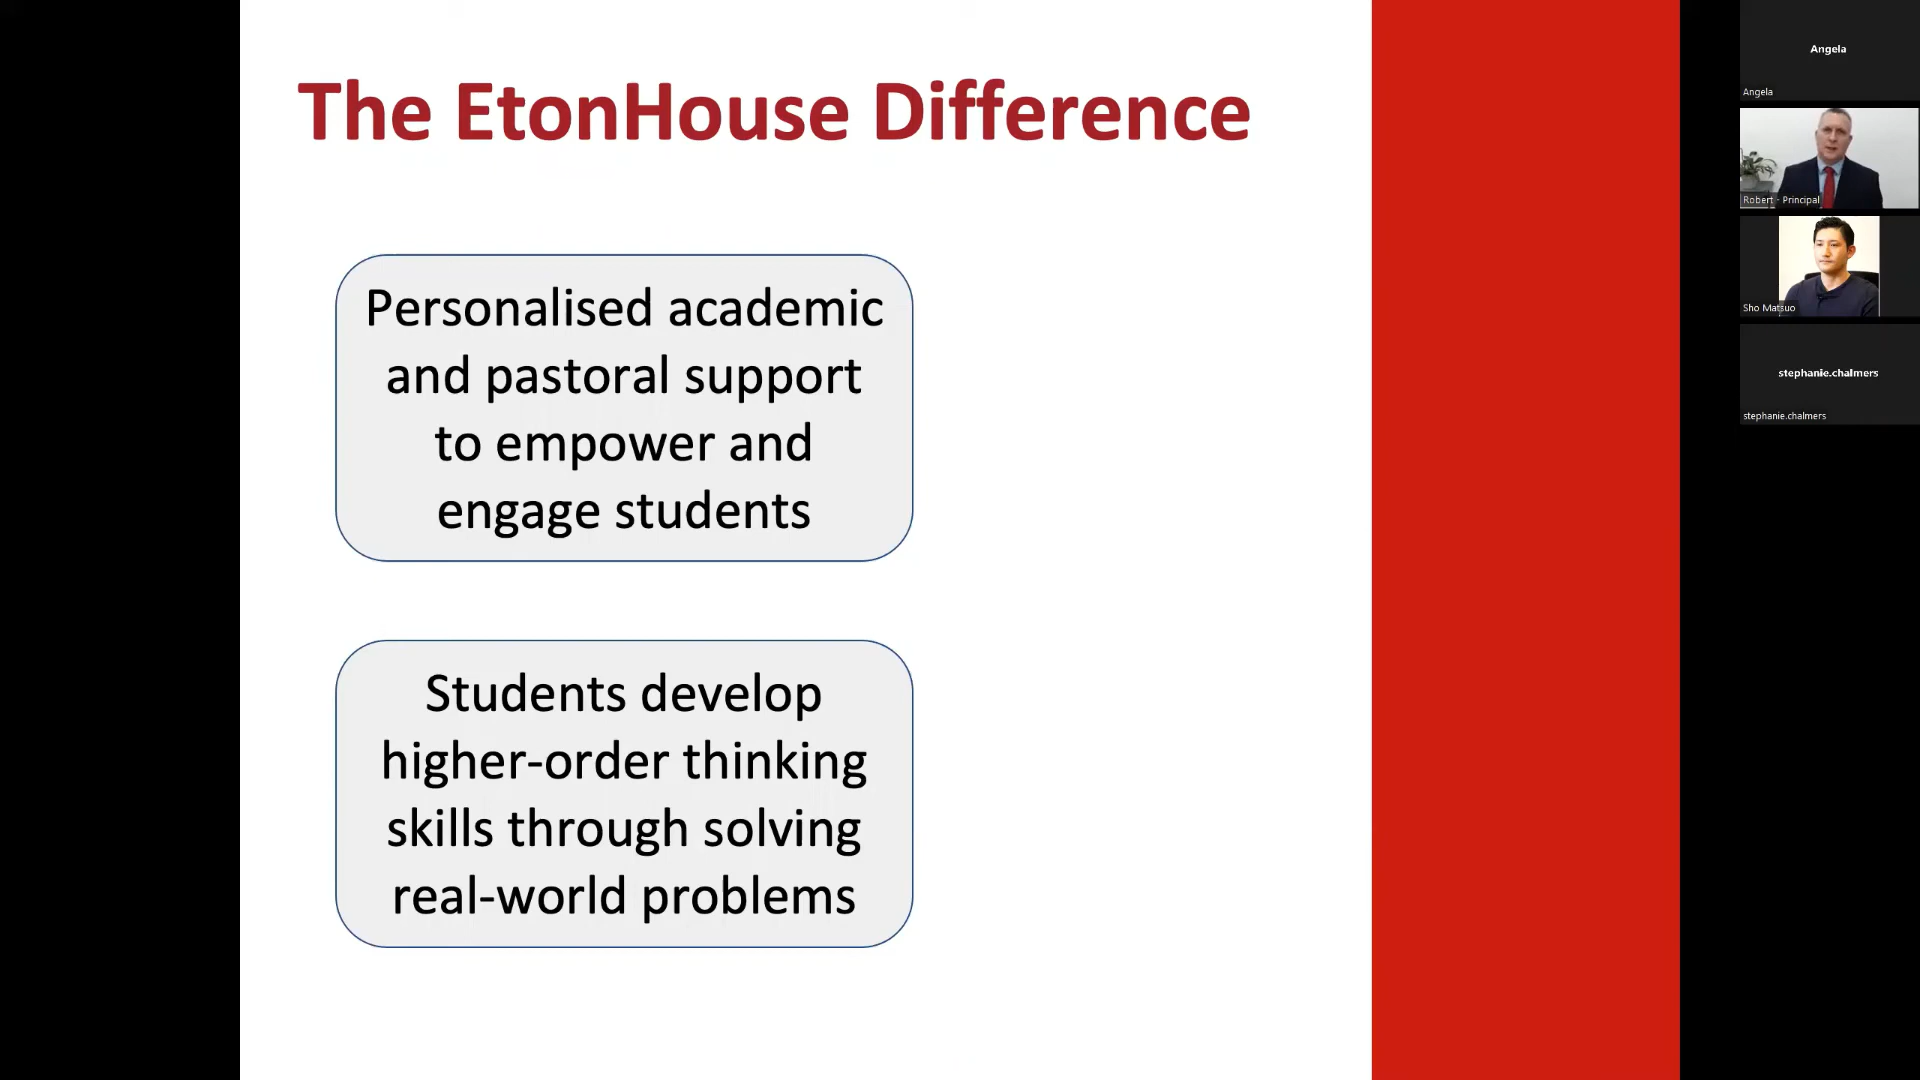 The EtonHouse Difference
Personalised academic
and pastoral support
to empower and
engage students
Students develop
higher-order thinking
skills through solving
real-world problems
Angela
Angela
Robert - Principal
Sho Matsuo
stephanie.chalmers
stephanie.chalmers